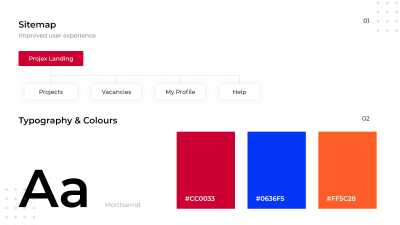 Sitemap
01
Improved user experience
Projex Landing
Projects
Vacancies
My Profile
Help
Typography & Colours
02
Aa
Montserrat
#CC0033
#0636F5
#FF5C28